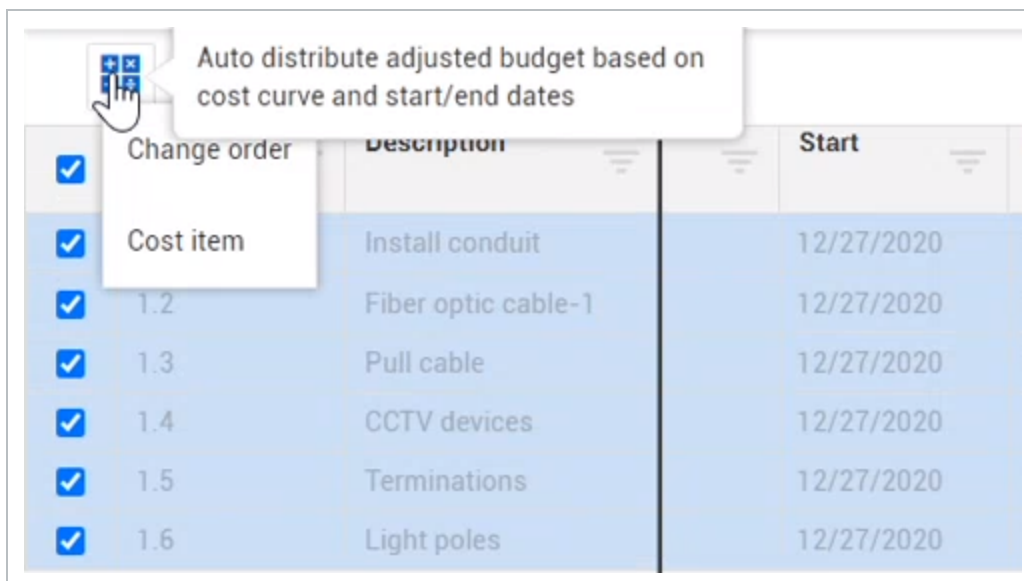 Auto distribute adjusted budget based on
cost curve and start/end dates
Change order
Description
Start
Cost item
Install conduit
12/27/2020
1.2
Fiber optic cable-1
12/27/2020
1.3
Pull cable
12/27/2020
1.4
CCTV devices
12/27/2020
1.5
Terminations
12/27/2020
1.6
Light poles
12/27/2020